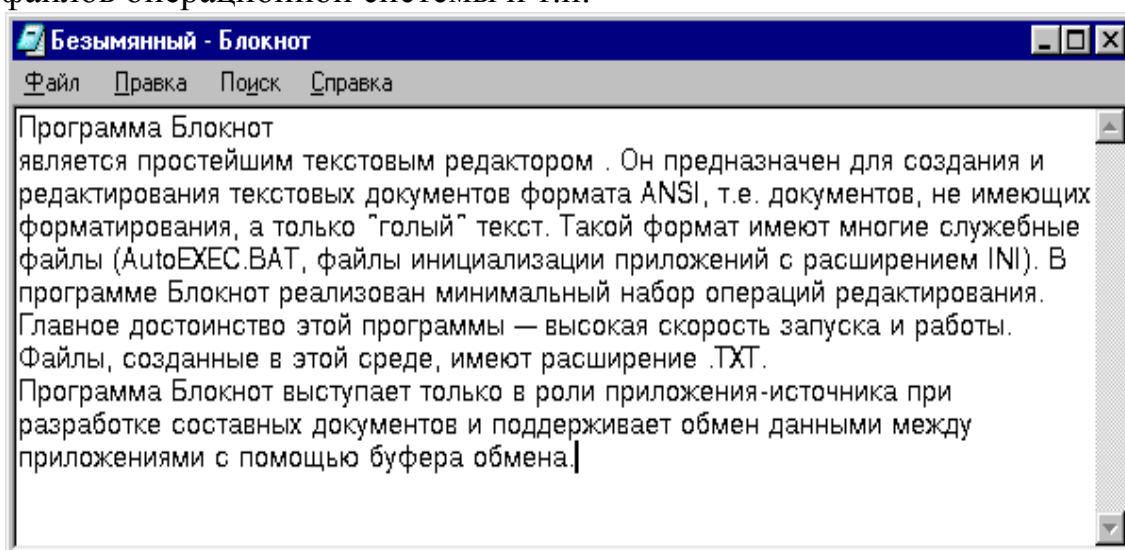 файлов операционной системы и т.п.
Безымянный - Блокнот
Файл Правка Поиск Справка
Программа Блокнот
является простейшим текстовым редактором . Он предназначен для создания и
редактирования текстовых документов формата ANSI, т.е. документов, не имеющих
форматирования, а только "голый" текст. Такой формат имеют многие служебные
файлы (AutoEXEC.BAT, файлы инициализации приложений с расширением INI). В
программе Блокнот реализован минимальный набор операций редактирования.
Главное достоинство этой программы — высокая скорость запуска и работы.
Файлы, созданные в этой среде, имеют расширение .TXT.
Программа Блокнот выступает только в роли приложения-источника при
разработке составных документов и поддерживает обмен данными между
приложениями с помощью буфера обмена.